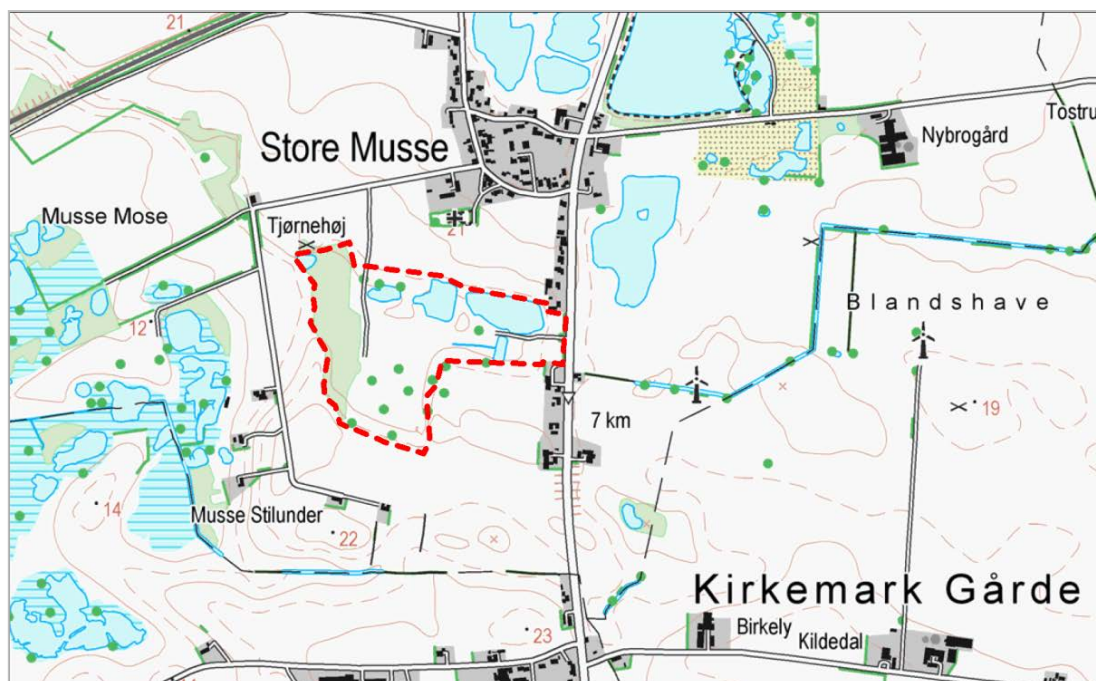 21
Store Musse
Nybrogård
Tostru
Musse Mose
Tjørnehøj
21
Blandshave
12
7 km
19
14
Musse Stilunder
22
Kirkemark Gårde
23
Birkely
Kildedal